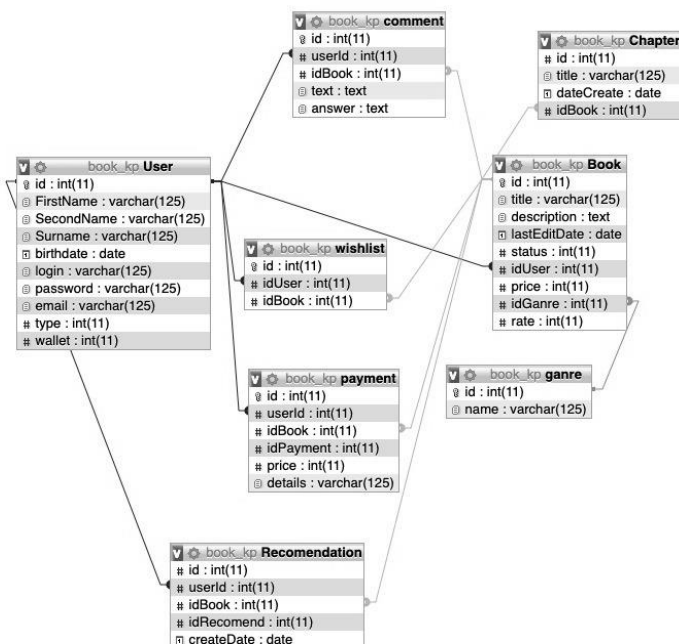 book_kp comment
id : int(11)
# userId : int(11)
# idBook : int(11)
text : text
answer : text
book_kp Chapter
# id : int(11)
title : varchar(125)
dateCreate : date
# idBook : int(11)
book_kp User
id : int(11)
FirstName : varchar(125)
SecondName : varchar(125)
Surname : varchar(125)
birthdate : date
login : varchar(125)
password : varchar(125)
email : varchar(125)
# type : int(11)
# wallet : int(11)
book_kp Book
id : int(11)
title : varchar(125)
description : text
lastEditDate : date
# status : int(11)
# idUser : int(11)
# price : int(11)
# idGanre : int(11)
# rate : int(11)
book_kp wishlist
id : int(11)
# idUser : int(11)
# idBook : int(11)
book_kp payment
id : int(11)
# userId : int(11)
# idBook : int(11)
# idPayment : int(11)
# price : int(11)
details : varchar(125)
book_kp ganre
id : int(11)
name : varchar(125)
book_kp Recomendation
# id : int(11)
# userId : int(11)
# idBook : int(11)
# idRecomend : int(11)
createDate : date